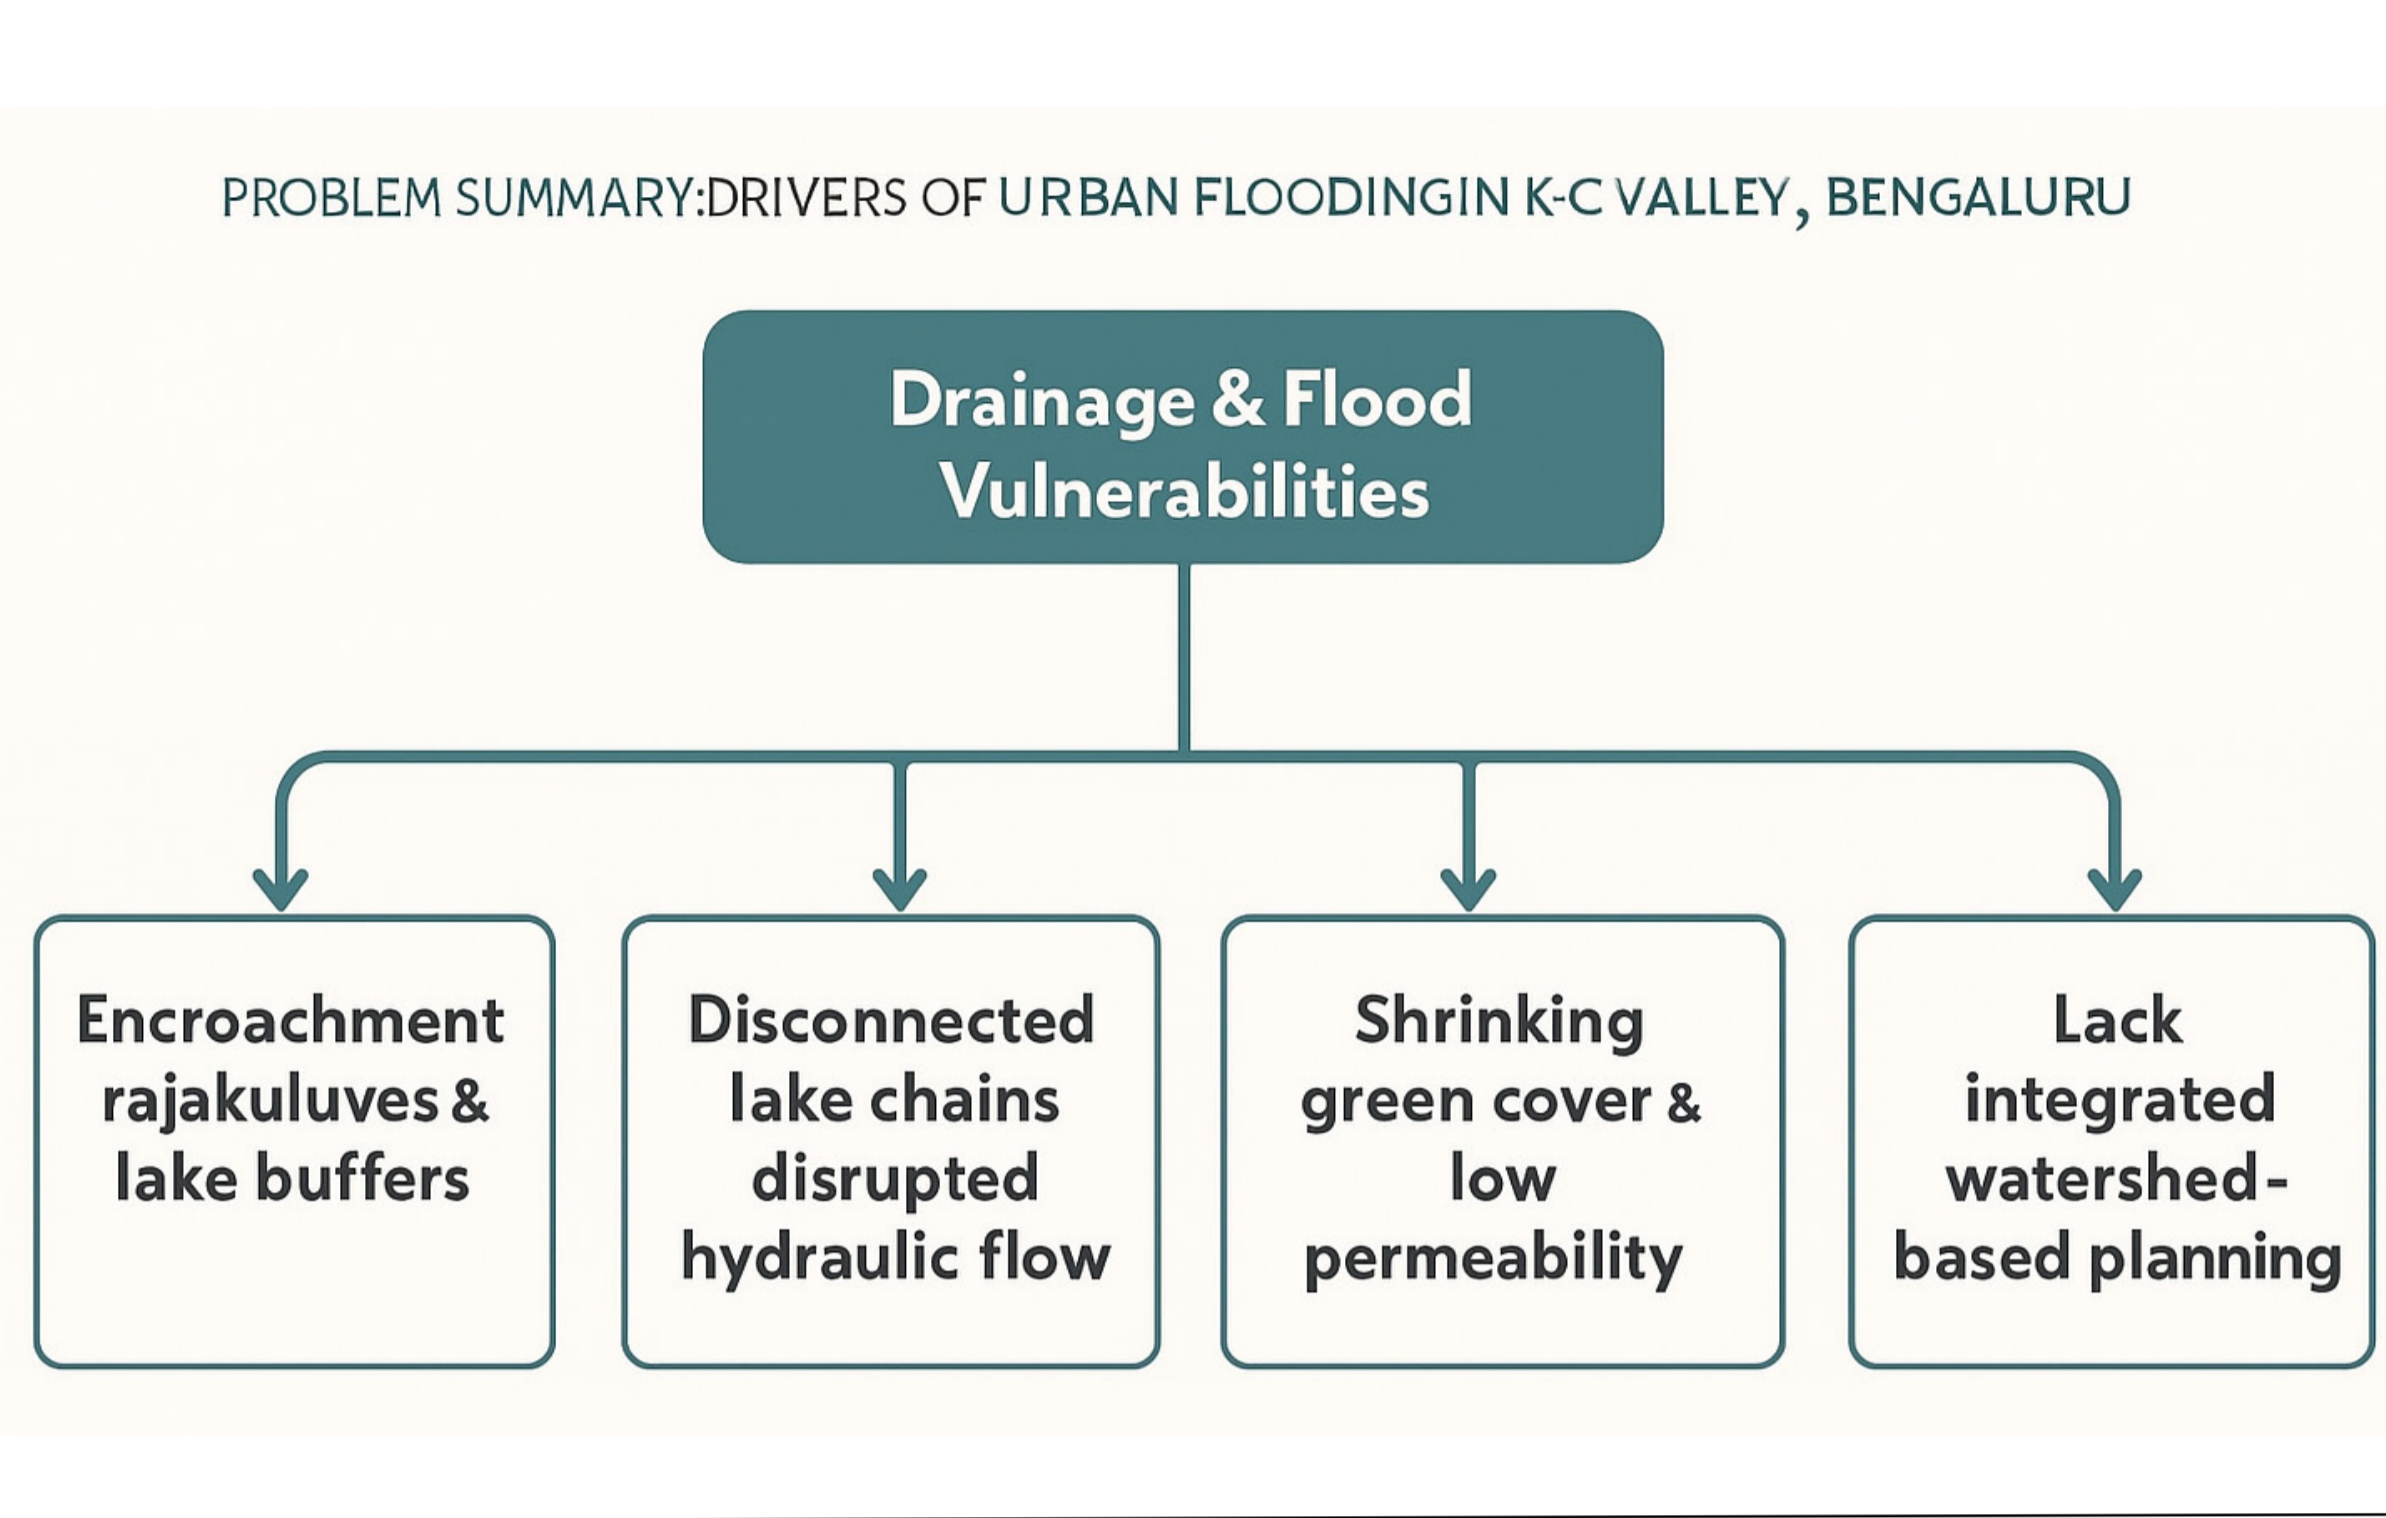 PROBLEM SUMMARY:DRIVERS OF URBAN FLOODINGIN K-C VALLEY, BENGALURU
Drainage & Flood
Vulnerabilities
Encroachment
rajakuluves &
lake buffers
Disconnected
lake chains
disrupted
hydraulic flow
Shrinking
green cover &
low
permeability
Lack
integrated
watershed-
based planning